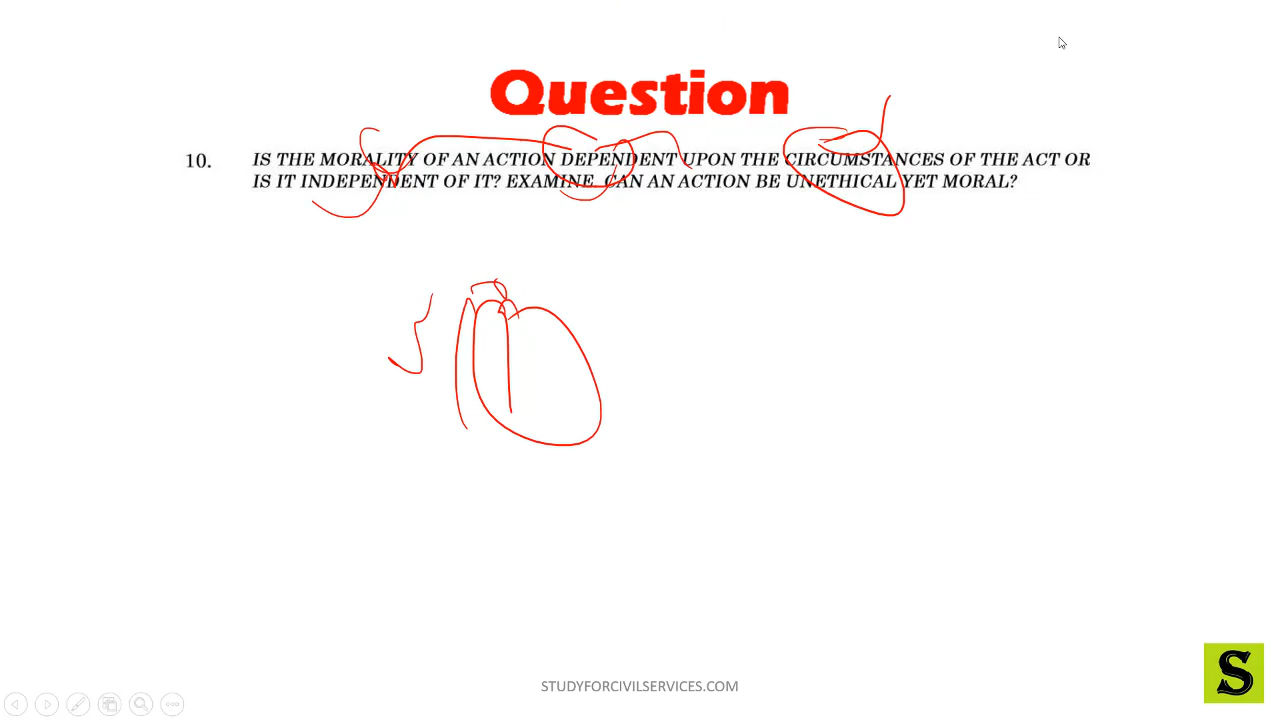 Question
10. IS THE MORALITY OF AN ACTION DEPENDENT UPON THE CIRCUMSTANCES OF THE ACT OR
IS IT INDEPENDENT OF IT? EXAMINE. CAN AN ACTION BE UNETHICAL YET MORAL?
STUDYFORCIVILSERVICES.COM
S